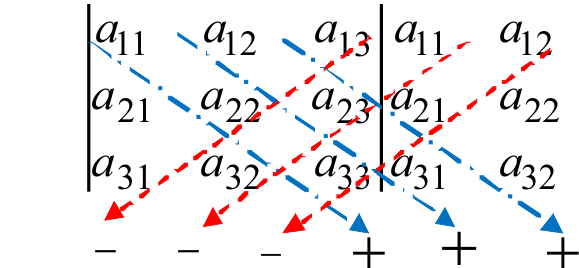 | a₁₁ a₁₂ a₁₃ | a₁₁ a₁₂
| a₂₁ a₂₂ a₂₃ | a₂₁ a₂₂
| a₃₁ a₃₂ a₃₃ | a₃₁ a₃₂
− − − + + +